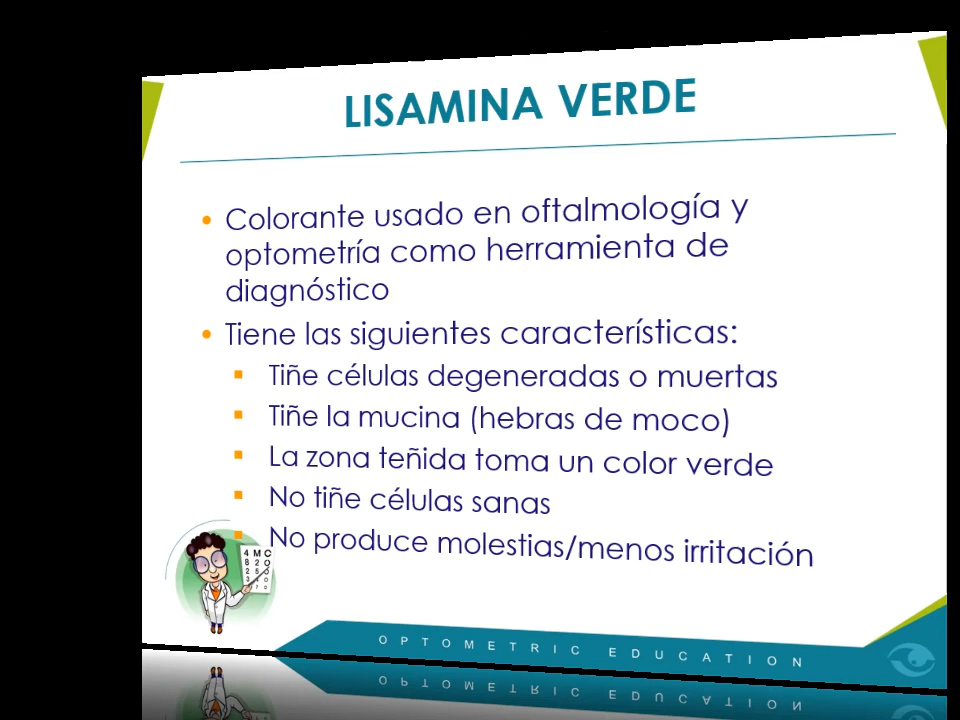 LISAMINA VERDE
• Colorante usado en oftalmología y
optometría como herramienta de
diagnóstico
• Tiene las siguientes características:
▪ Tiñe células degeneradas o muertas
▪ Tiñe la mucina (hebras de moco)
▪ La zona teñida toma un color verde
▪ No tiñe células sanas
▪ No produce molestias/menos irritación
4 M C
OPTOMETRIC EDUCATION